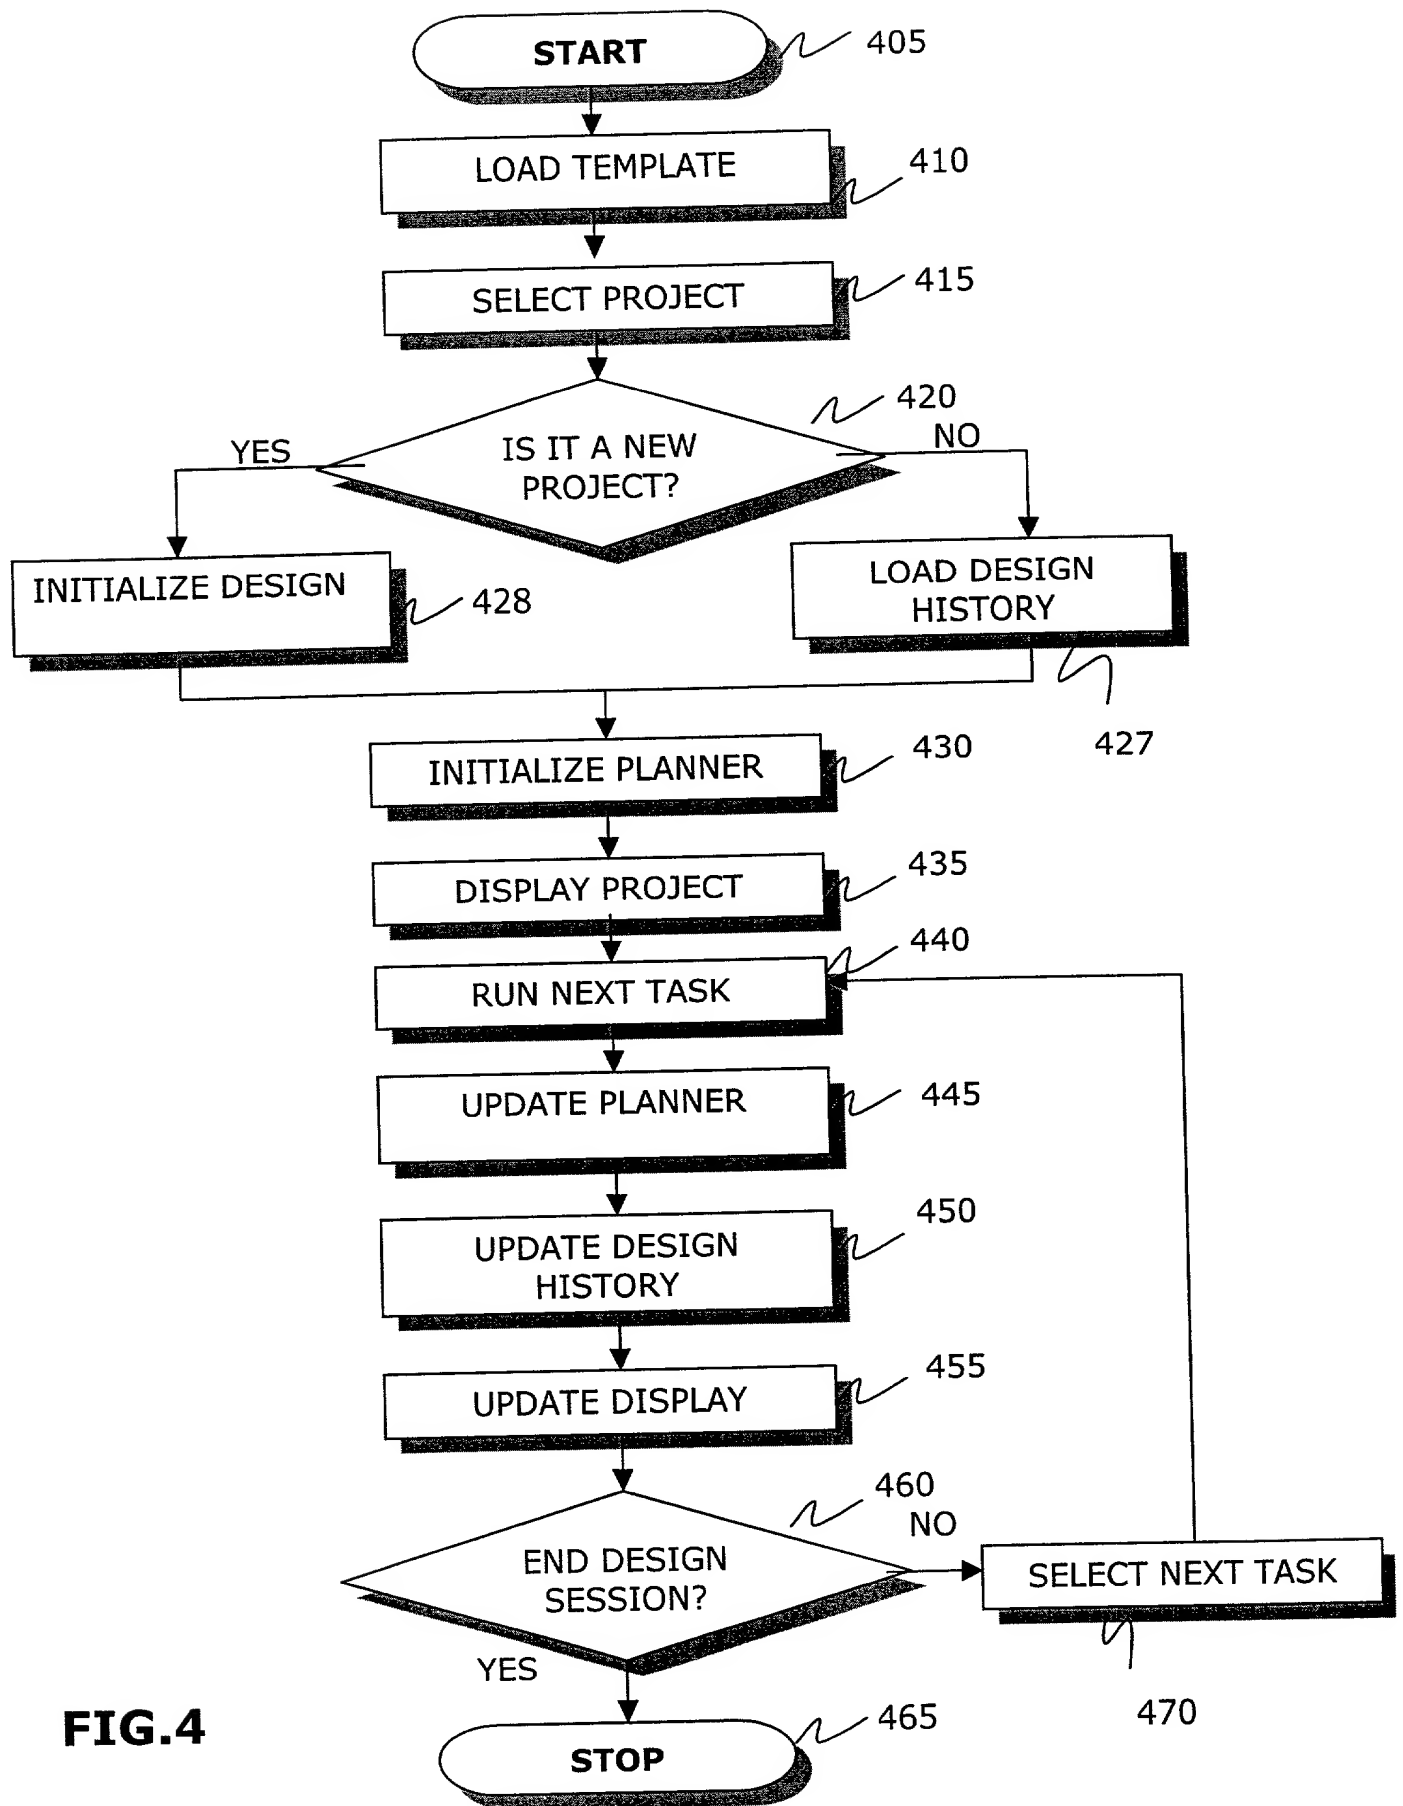 START
405
LOAD TEMPLATE
410
SELECT PROJECT
415
420
YES
NO
IS IT A NEW
PROJECT?
INITIALIZE DESIGN
428
LOAD DESIGN
HISTORY
427
INITIALIZE PLANNER
430
DISPLAY PROJECT
435
440
RUN NEXT TASK
UPDATE PLANNER
445
450
UPDATE DESIGN
HISTORY
455
UPDATE DISPLAY
460
NO
END DESIGN
SESSION?
SELECT NEXT TASK
YES
470
FIG.4
465
STOP